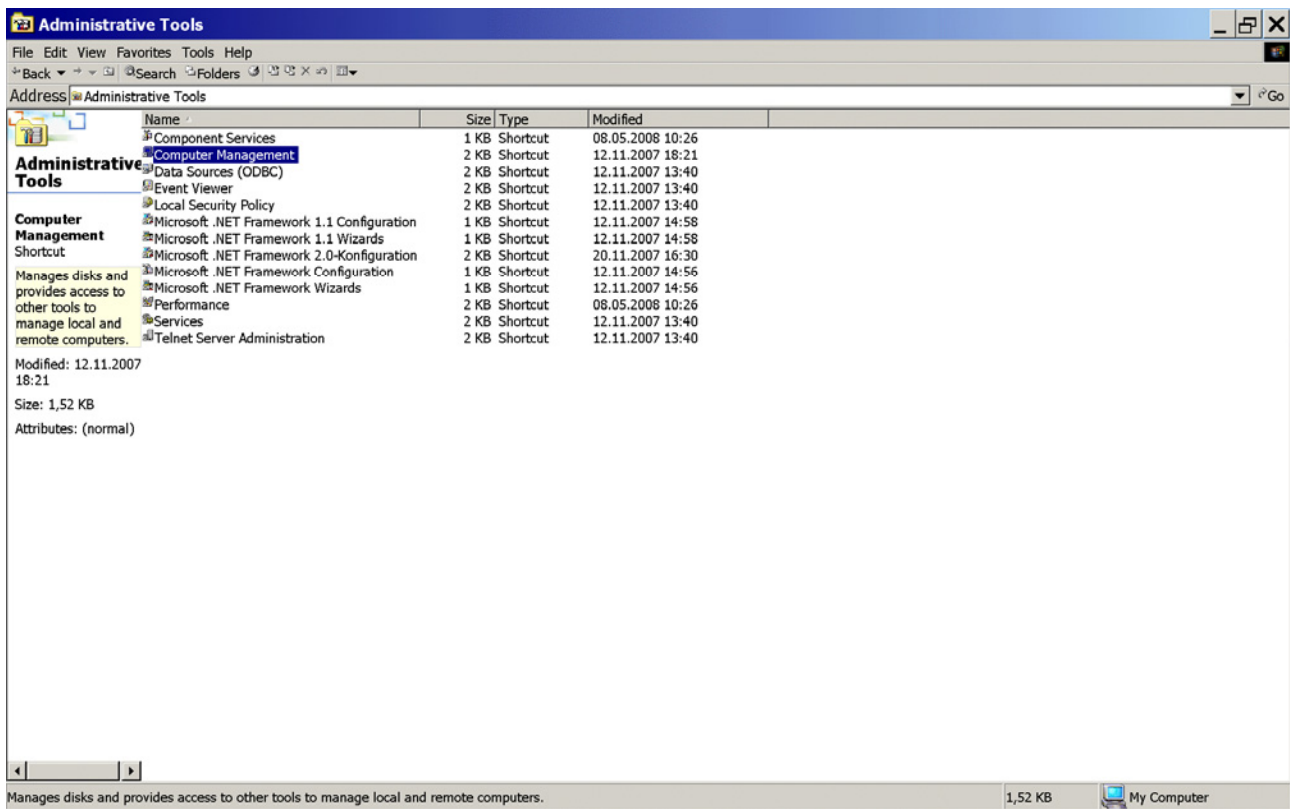 Administrative Tools
File Edit View Favorites Tools Help
Back Search Folders
Address Administrative Tools Go
Name Size Type Modified
Component Services 1 KB Shortcut 08.05.2008 10:26
Computer Management 2 KB Shortcut 12.11.2007 18:21
Data Sources (ODBC) 2 KB Shortcut 12.11.2007 13:40
Event Viewer 2 KB Shortcut 12.11.2007 13:40
Local Security Policy 2 KB Shortcut 12.11.2007 13:40
Microsoft .NET Framework 1.1 Configuration 1 KB Shortcut 12.11.2007 14:58
Microsoft .NET Framework 1.1 Wizards 1 KB Shortcut 12.11.2007 14:58
Microsoft .NET Framework 2.0-Konfiguration 2 KB Shortcut 20.11.2007 16:30
Microsoft .NET Framework Configuration 1 KB Shortcut 12.11.2007 14:56
Microsoft .NET Framework Wizards 1 KB Shortcut 12.11.2007 14:56
Performance 2 KB Shortcut 08.05.2008 10:26
Services 2 KB Shortcut 12.11.2007 13:40
Telnet Server Administration 2 KB Shortcut 12.11.2007 13:40
Administrative
Tools
Computer
Management
Shortcut
Manages disks and
provides access to
other tools to
manage local and
remote computers.
Modified: 12.11.2007
18:21
Size: 1,52 KB
Attributes: (normal)
Manages disks and provides access to other tools to manage local and remote computers. 1,52 KB My Computer